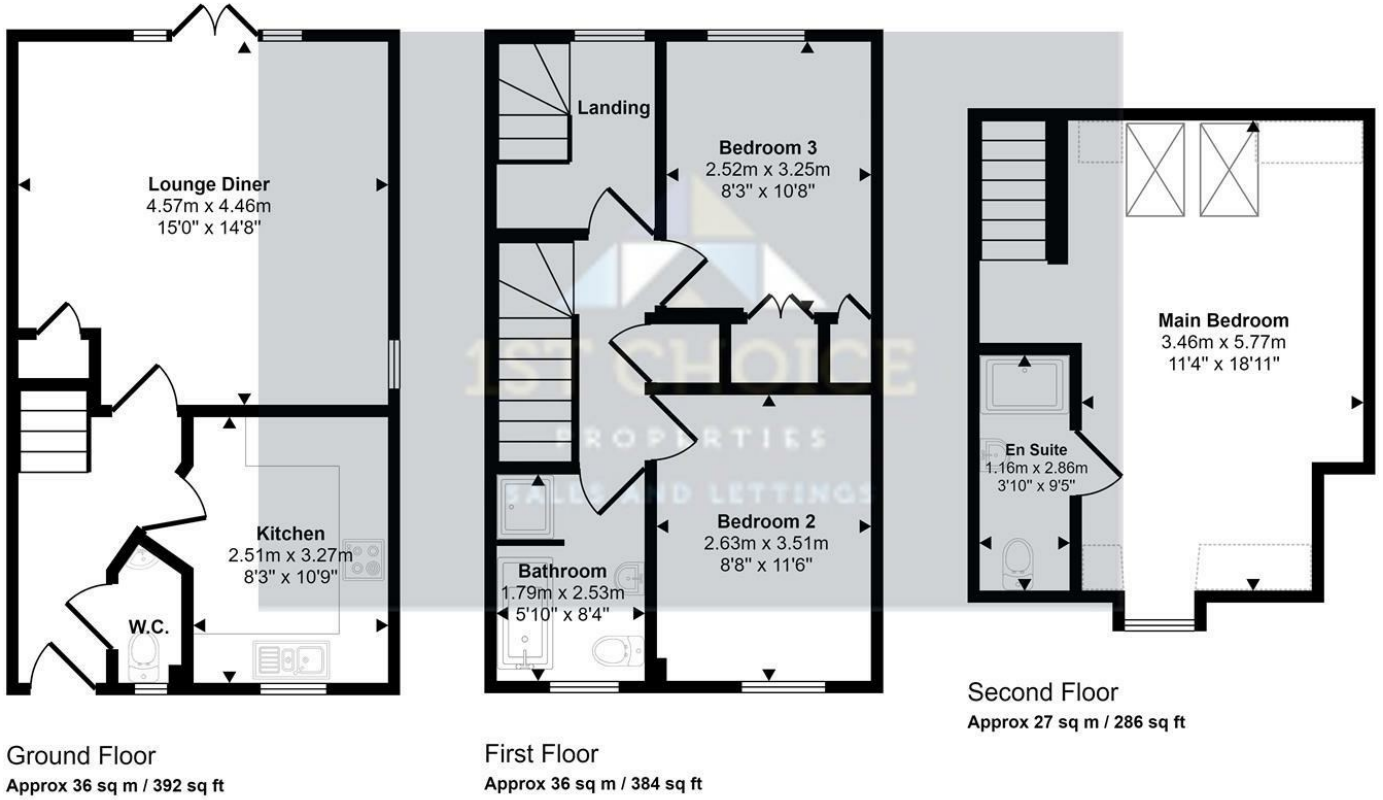 Lounge Diner
4.57m x 4.46m
15'0" x 14'8"
Kitchen
2.51m x 3.27m
8'3" x 10'9"
W.C.
Ground Floor
Approx 36 sq m / 392 sq ft
Landing
Bedroom 3
2.52m x 3.25m
8'3" x 10'8"
1ST CHOICE
PROPERTIES
SALES AND LETTINGS
Bedroom 2
2.63m x 3.51m
8'8" x 11'6"
Bathroom
1.79m x 2.53m
5'10" x 8'4"
First Floor
Approx 36 sq m / 384 sq ft
Main Bedroom
3.46m x 5.77m
11'4" x 18'11"
En Suite
1.16m x 2.86m
3'10" x 9'5"
Second Floor
Approx 27 sq m / 286 sq ft